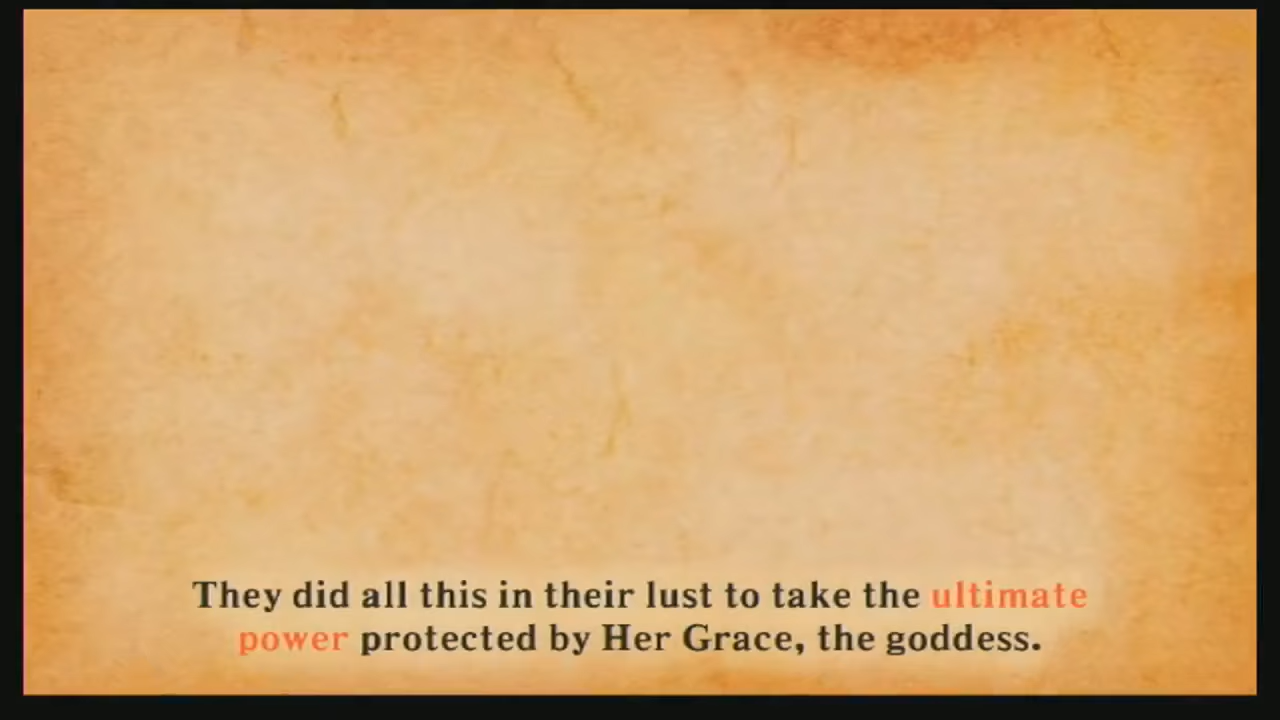 They did all this in their lust to take the ultimate
power protected by Her Grace, the goddess.